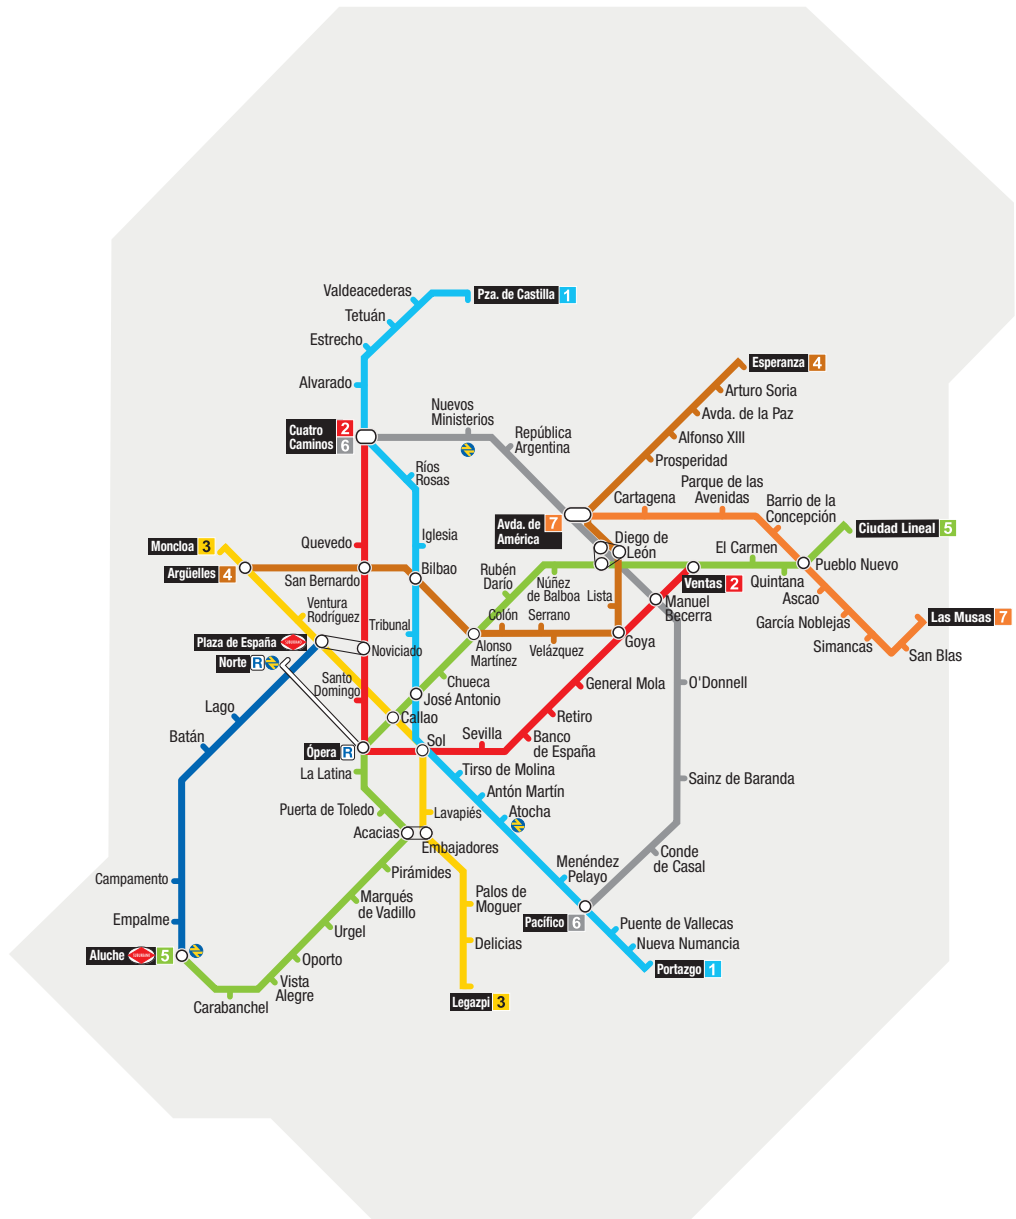 Valdeacederas
Pza. de Castilla 1
Tetuán
Estrecho
Alvarado
Esperanza 4
Arturo Soria
Avda. de la Paz
Alfonso XIII
Prosperidad
Nuevos
Ministerios
República
Argentina
Cuatro
Caminos
2
6
Ríos
Rosas
Cartagena
Parque de las
Avenidas
Barrio de la
Concepción
Avda. de
América
7
Ciudad Lineal 5
Quevedo
Iglesia
Diego de
León
El Carmen
Moncloa 3
Argüelles 4
San Bernardo
Bilbao
Rubén
Darío
Núñez
de Balboa
Lista
Ventas 2
Quintana
Pueblo Nuevo
Ascao
Manuel
Becerra
García Noblejas
Las Musas 7
Simancas
San Blas
Ventura
Rodríguez
Tribunal
Colón
Serrano
Velázquez
Goya
Plaza de España
Noviciado
Alonso
Martínez
Norte R
Santo
Domingo
Chueca
José Antonio
General Mola
O'Donnell
Lago
Callao
Retiro
Batán
Sol
Sevilla
Banco
de España
Ópera R
La Latina
Tirso de Molina
Sainz de Baranda
Antón Martín
Puerta de Toledo
Lavapiés
Atocha
Acacias
Embajadores
Menéndez
Pelayo
Conde
de Casal
Pirámides
Campamento
Marqués
de Vadillo
Palos de
Moguer
Empalme
Urgel
Pacífico 6
Puente de Vallecas
Delicias
Nueva Numancia
Aluche
5
Oporto
Portazgo 1
Vista
Alegre
Carabanchel
Legazpi 3